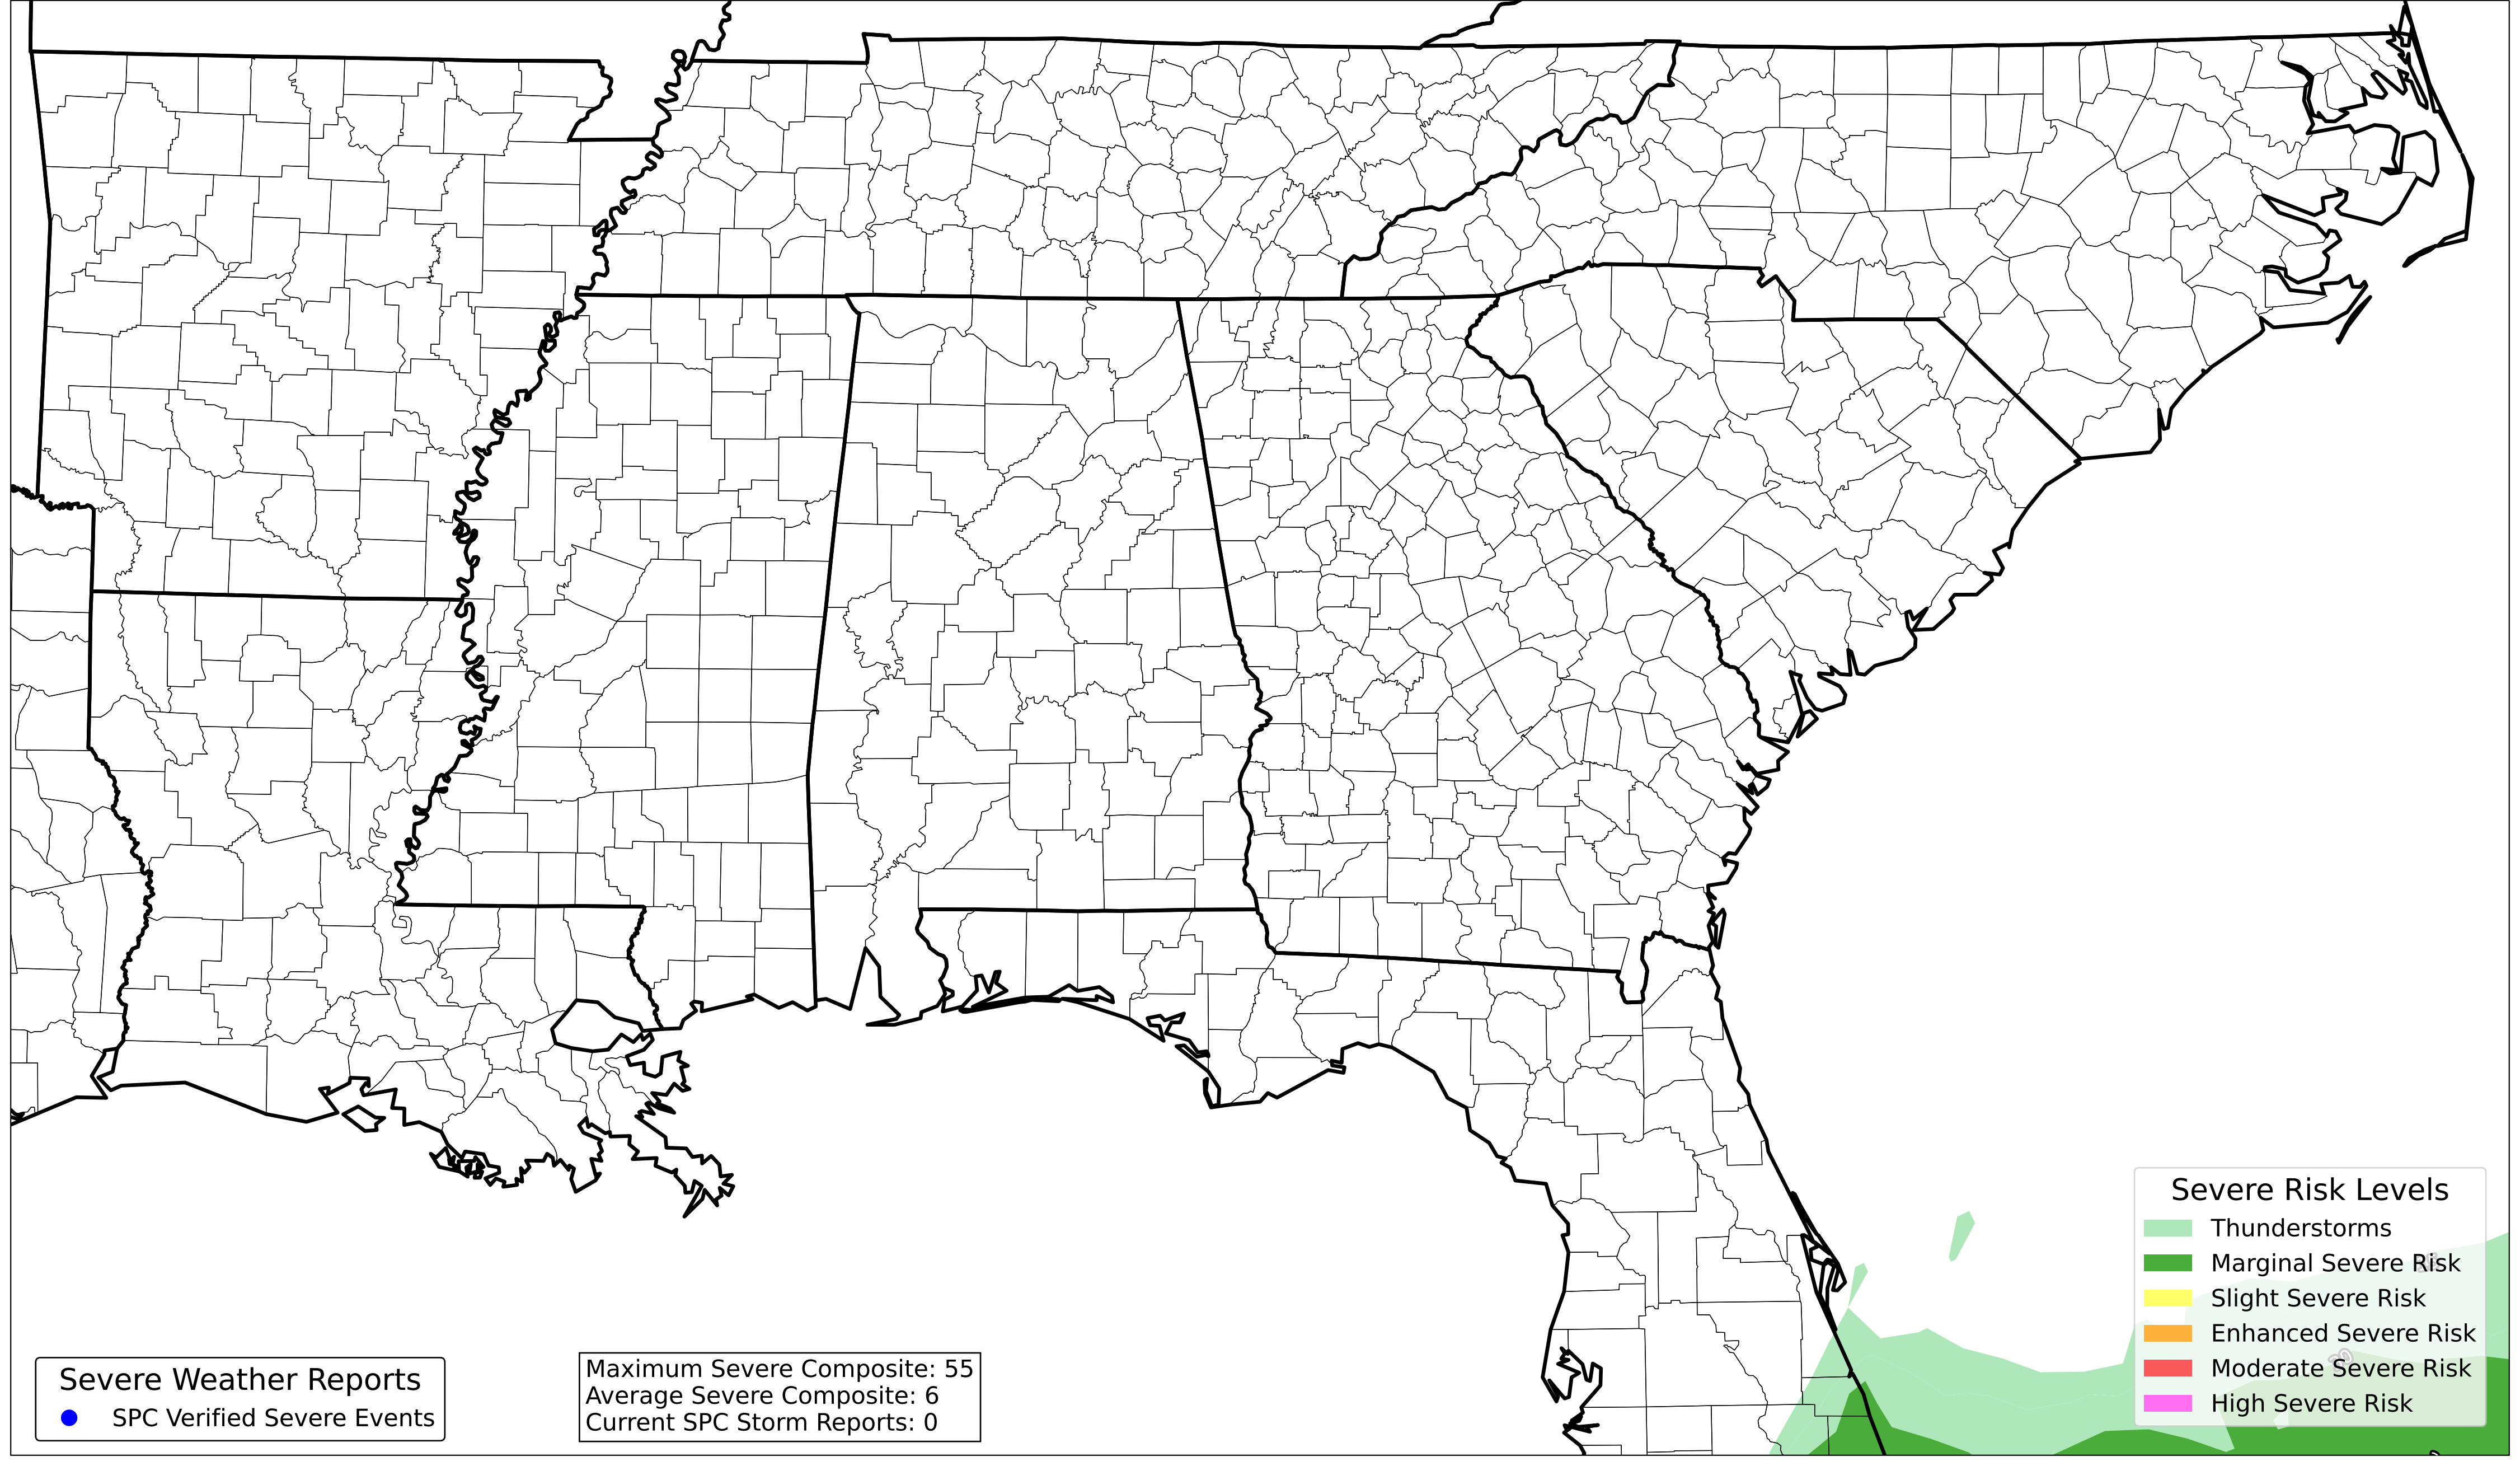 Severe Risk Levels
Thunderstorms
Marginal Severe Risk
Slight Severe Risk
Enhanced Severe Risk
Moderate Severe Risk
High Severe Risk
Severe Weather Reports
SPC Verified Severe Events
Maximum Severe Composite: 55
Average Severe Composite: 6
Current SPC Storm Reports: 0